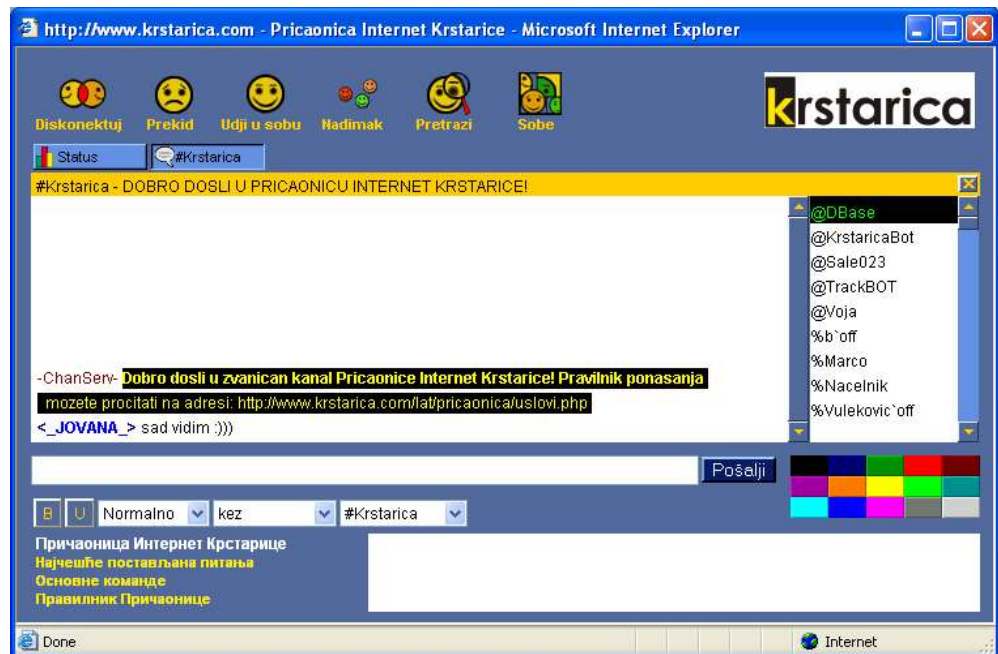 http://www.krstarica.com - Pricaonica Internet Krstarice - Microsoft Internet Explorer
Diskonektuj Prekid Udji u sobu Nadimak Pretrazi Sobe
krstarica
Status #Krstarica
#Krstarica - DOBRO DOSLI U PRICAONICU INTERNET KRSTARICE!
@DBase
@KrstaricaBot
@Sale023
@TrackBOT
@Voja
%b`off
%Marco
%Nacelnik
%Vulekovic`off
-ChanServ- Dobro dosli u zvanican kanal Pricaonice Internet Krstarice! Pravilnik ponasanja
mozete procitati na adresi: http://www.krstarica.com/lat/pricaonica/uslovi.php
<_JOVANA_> sad vidim :)))
Pošalji
B U Normalno kez #Krstarica
Причаоница Интернет Крстарице
Најчешће постављана питања
Основне команде
Правилник Причаонице
Done Internet